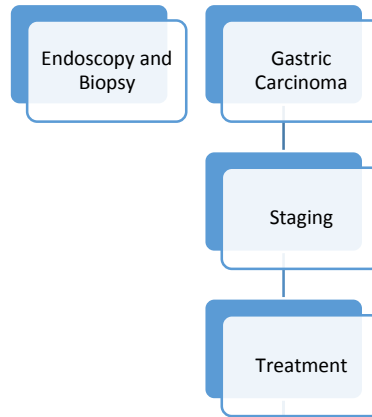 Endoscopy and
Biopsy
Gastric
Carcinoma
Staging
Treatment